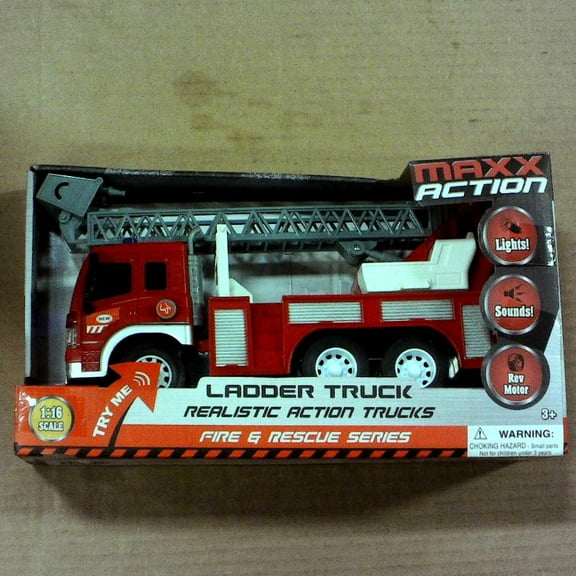 MAXX
ACTION
Lights!
Sounds!
Rev
Motor
NEW
TRY ME
1:16
SCALE
LADDER TRUCK
REALISTIC ACTION TRUCKS
FIRE & RESCUE SERIES
3+
WARNING:
CHOKING HAZARD - Small parts
Not for children under 3 years